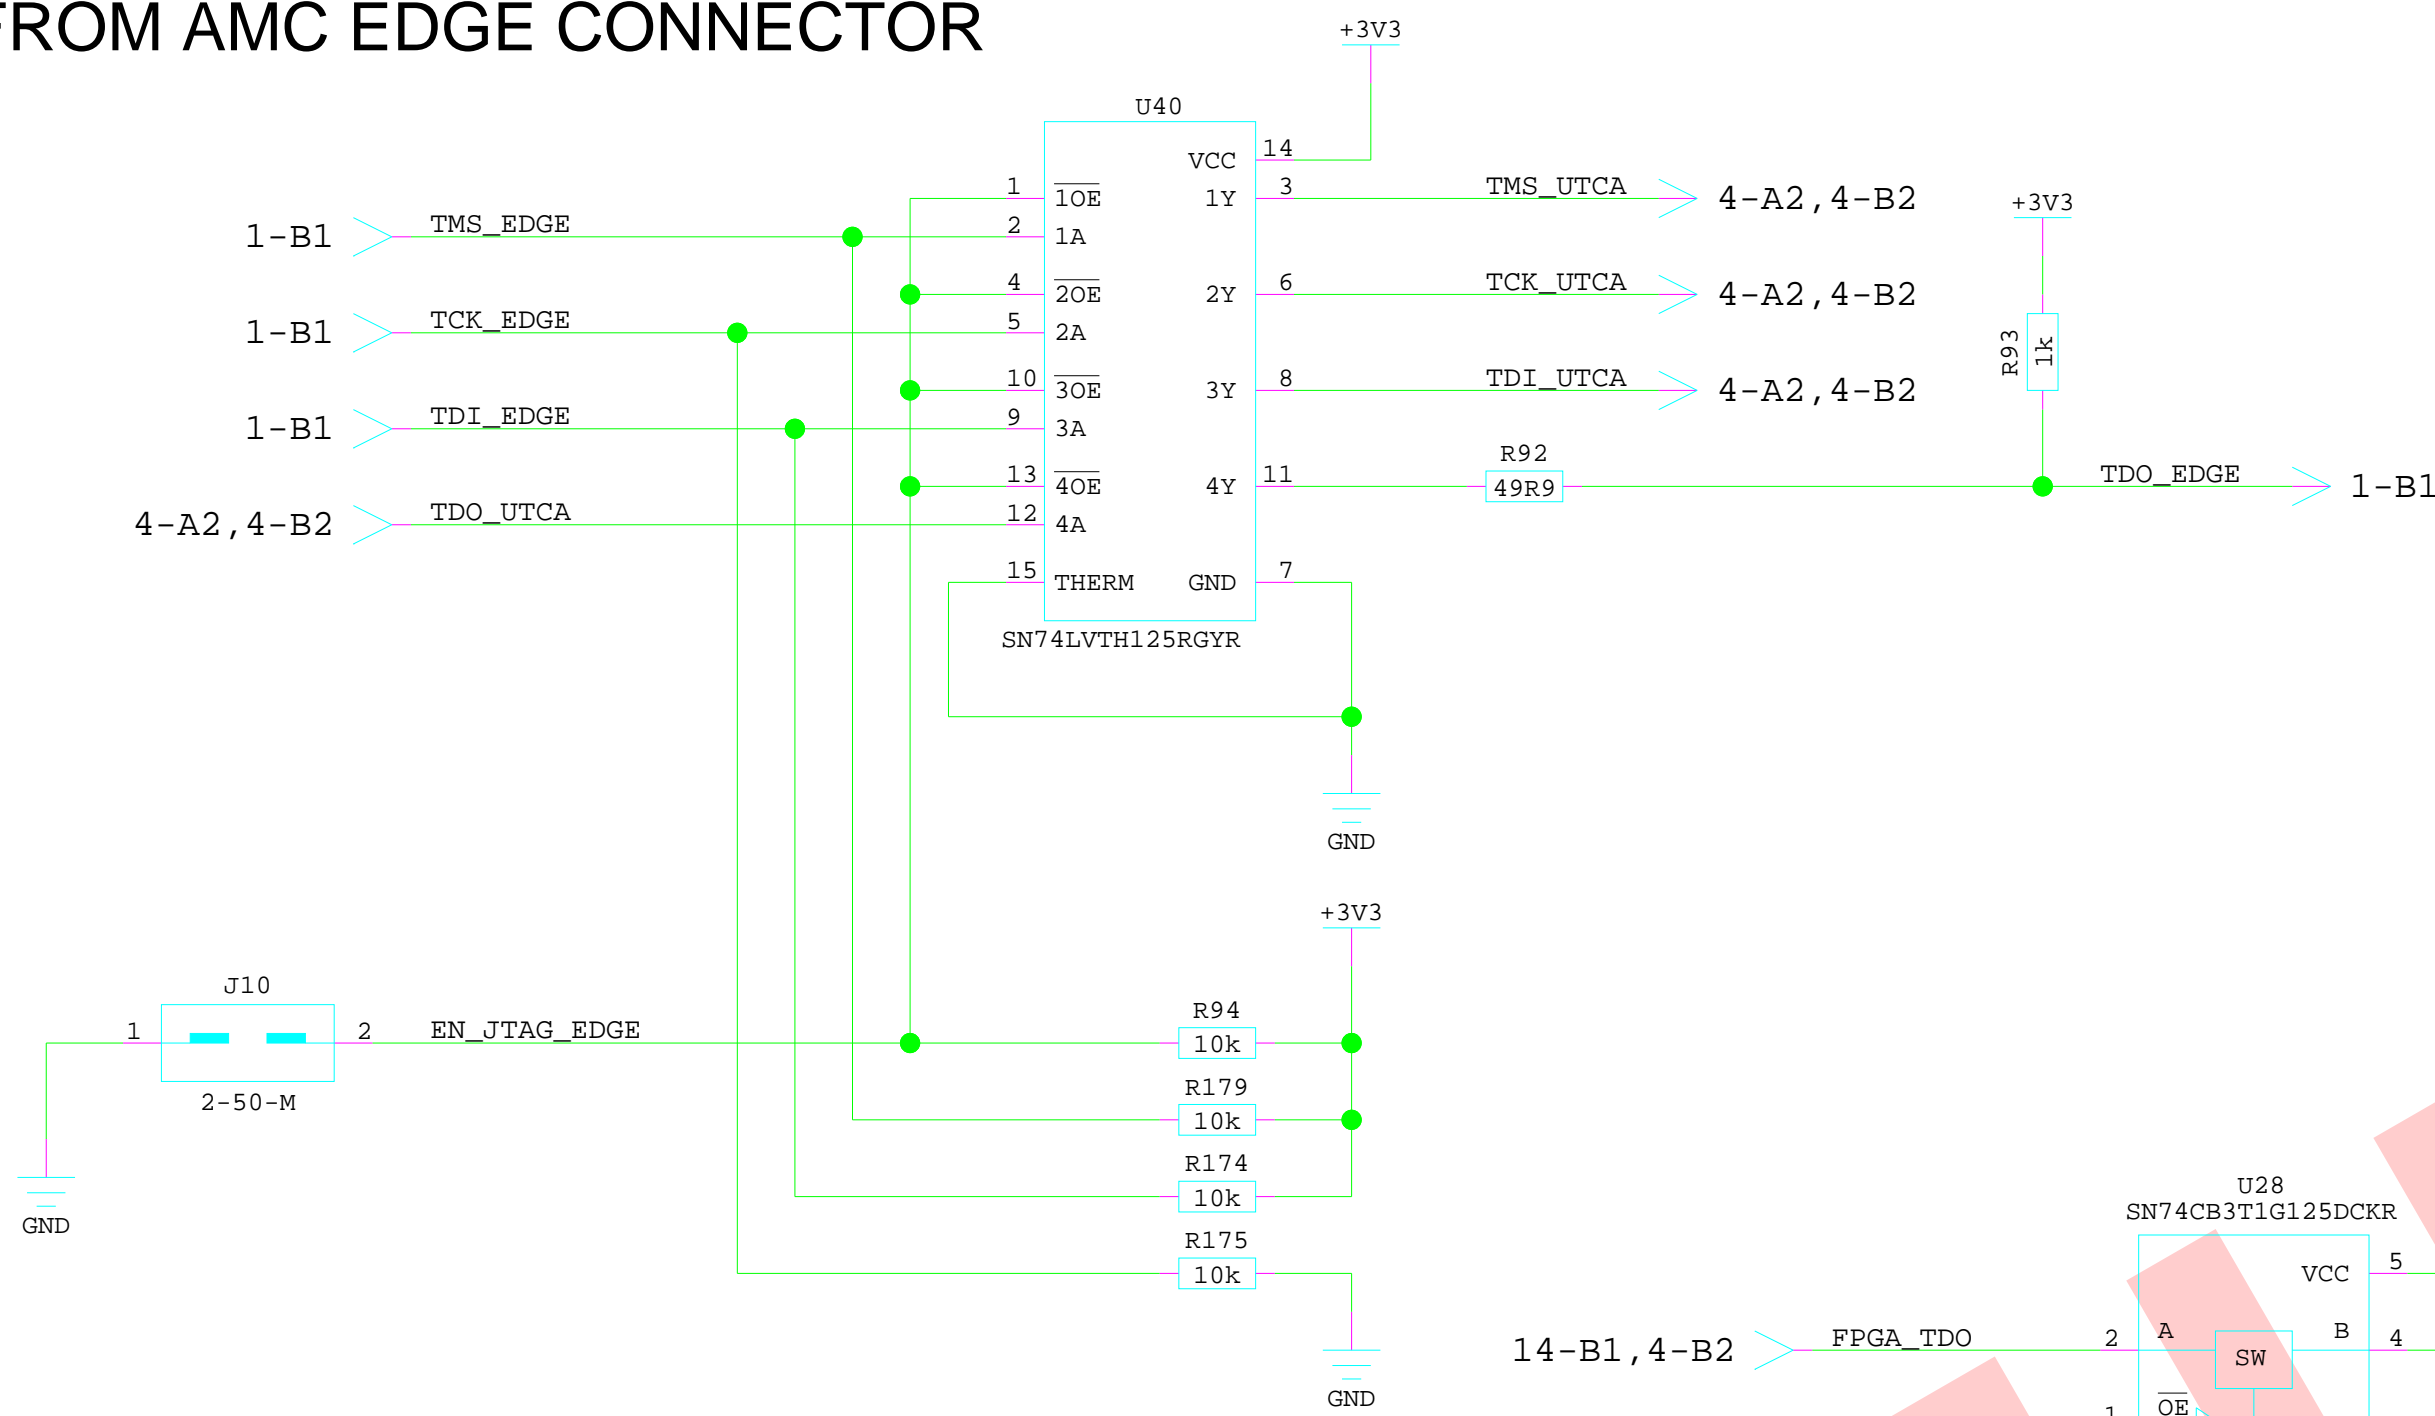 FROM AMC EDGE CONNECTOR
+3V3
U40
VCC 14
1 1OE 1Y 3 TMS_UTCA 4-A2,4-B2
+3V3
1-B1 TMS_EDGE 2 1A
4 2OE 2Y 6 TCK_UTCA 4-A2,4-B2
1-B1 TCK_EDGE 5 2A
R93 1k
10 3OE 3Y 8 TDI_UTCA 4-A2,4-B2
1-B1 TDI_EDGE 9 3A
R92
13 4OE 4Y 11 49R9 TDO_EDGE 1-B1
4-A2,4-B2 TDO_UTCA 12 4A
15 THERM GND 7
SN74LVTH125RGYR
GND
+3V3
J10
R94
1 2 EN_JTAG_EDGE 10k
2-50-M
R179
10k
R174
10k
GND
R175
10k
GND
U28
SN74CB3T1G125DCKR
VCC 5
14-B1,4-B2 FPGA_TDO 2 A B 4
SW
1 OE